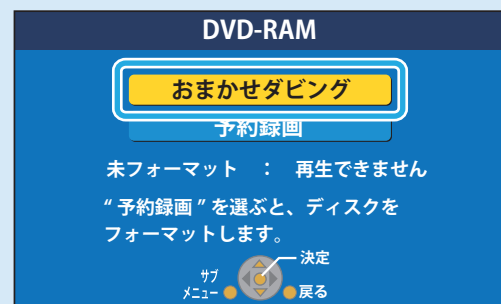 DVD-RAM
おまかせダビング
予約録画
未フォーマット : 再生できません
“ 予約録画 ” を選ぶと、ディスクを
フォーマットします。
決定
サブ
メニュー
戻る